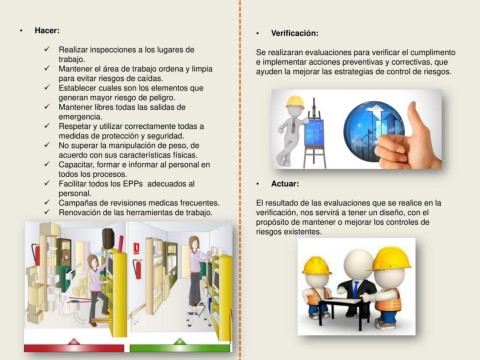 • Hacer:
✓ Realizar inspecciones a los lugares de
trabajo.
✓ Mantener el área de trabajo ordena y limpia
para evitar riesgos de caídas.
✓ Establecer cuales son los elementos que
generan mayor riesgo de peligro.
✓ Mantener libres todas las salidas de
emergencia.
✓ Respetar y utilizar correctamente todas a
medidas de protección y seguridad.
✓ No superar la manipulación de peso, de
acuerdo con sus características físicas.
✓ Capacitar, formar e informar al personal en
todos los procesos.
✓ Facilitar todos los EPPs adecuados al
personal.
✓ Campañas de revisiones medicas frecuentes.
✓ Renovación de las herramientas de trabajo.
• Verificación:
Se realizaran evaluaciones para verificar el cumplimento
e implementar acciones preventivas y correctivas, que
ayuden la mejorar las estrategias de control de riesgos.
• Actuar:
El resultado de las evaluaciones que se realice en la
verificación, nos servirá a tener un diseño, con el
propósito de mantener o mejorar los controles de
riesgos existentes.